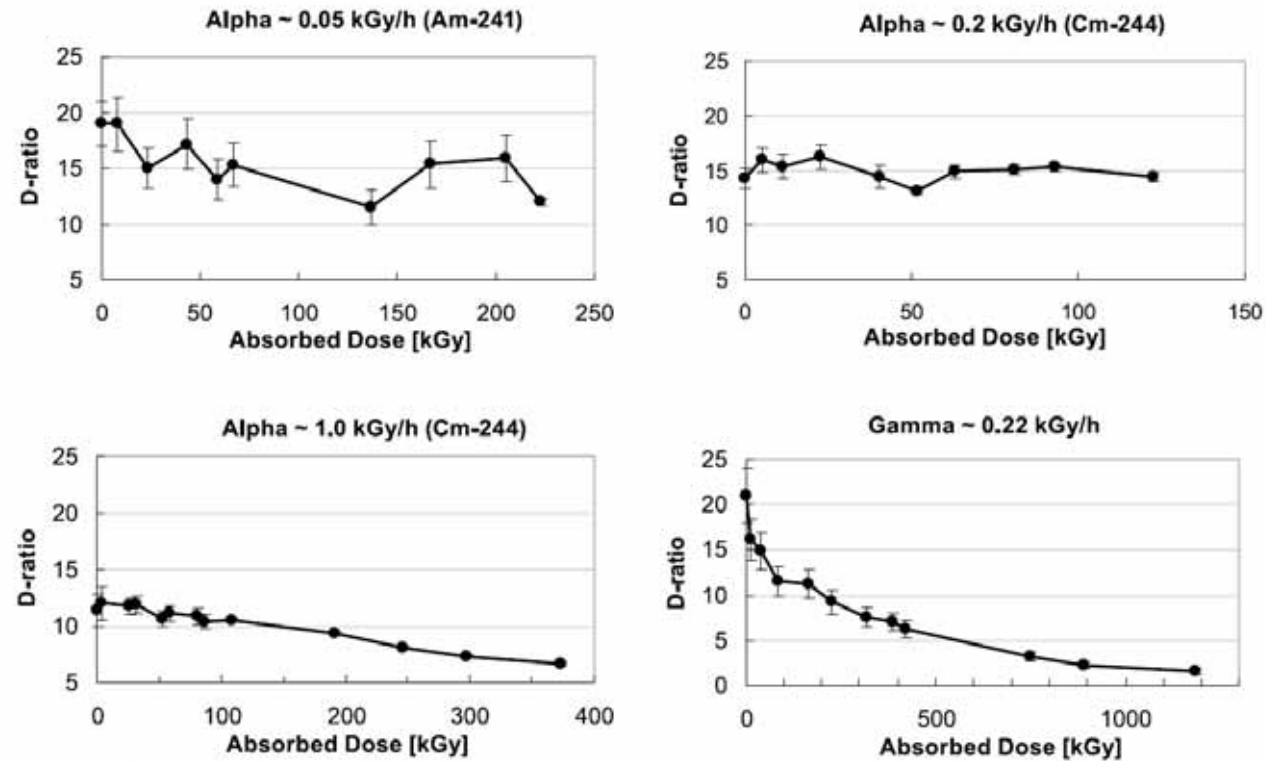 Alpha ~ 0.05 kGy/h (Am-241)
25
20
15
10
5
D-ratio
0 50 100 150 200 250
Absorbed Dose [kGy]
Alpha ~ 0.2 kGy/h (Cm-244)
25
20
15
10
5
D-ratio
0 50 100 150
Absorbed Dose [kGy]
Alpha ~ 1.0 kGy/h (Cm-244)
25
20
15
10
5
D-ratio
0 100 200 300 400
Absorbed Dose [kGy]
Gamma ~ 0.22 kGy/h
25
20
15
10
5
0
D-ratio
0 500 1000
Absorbed Dose [kGy]